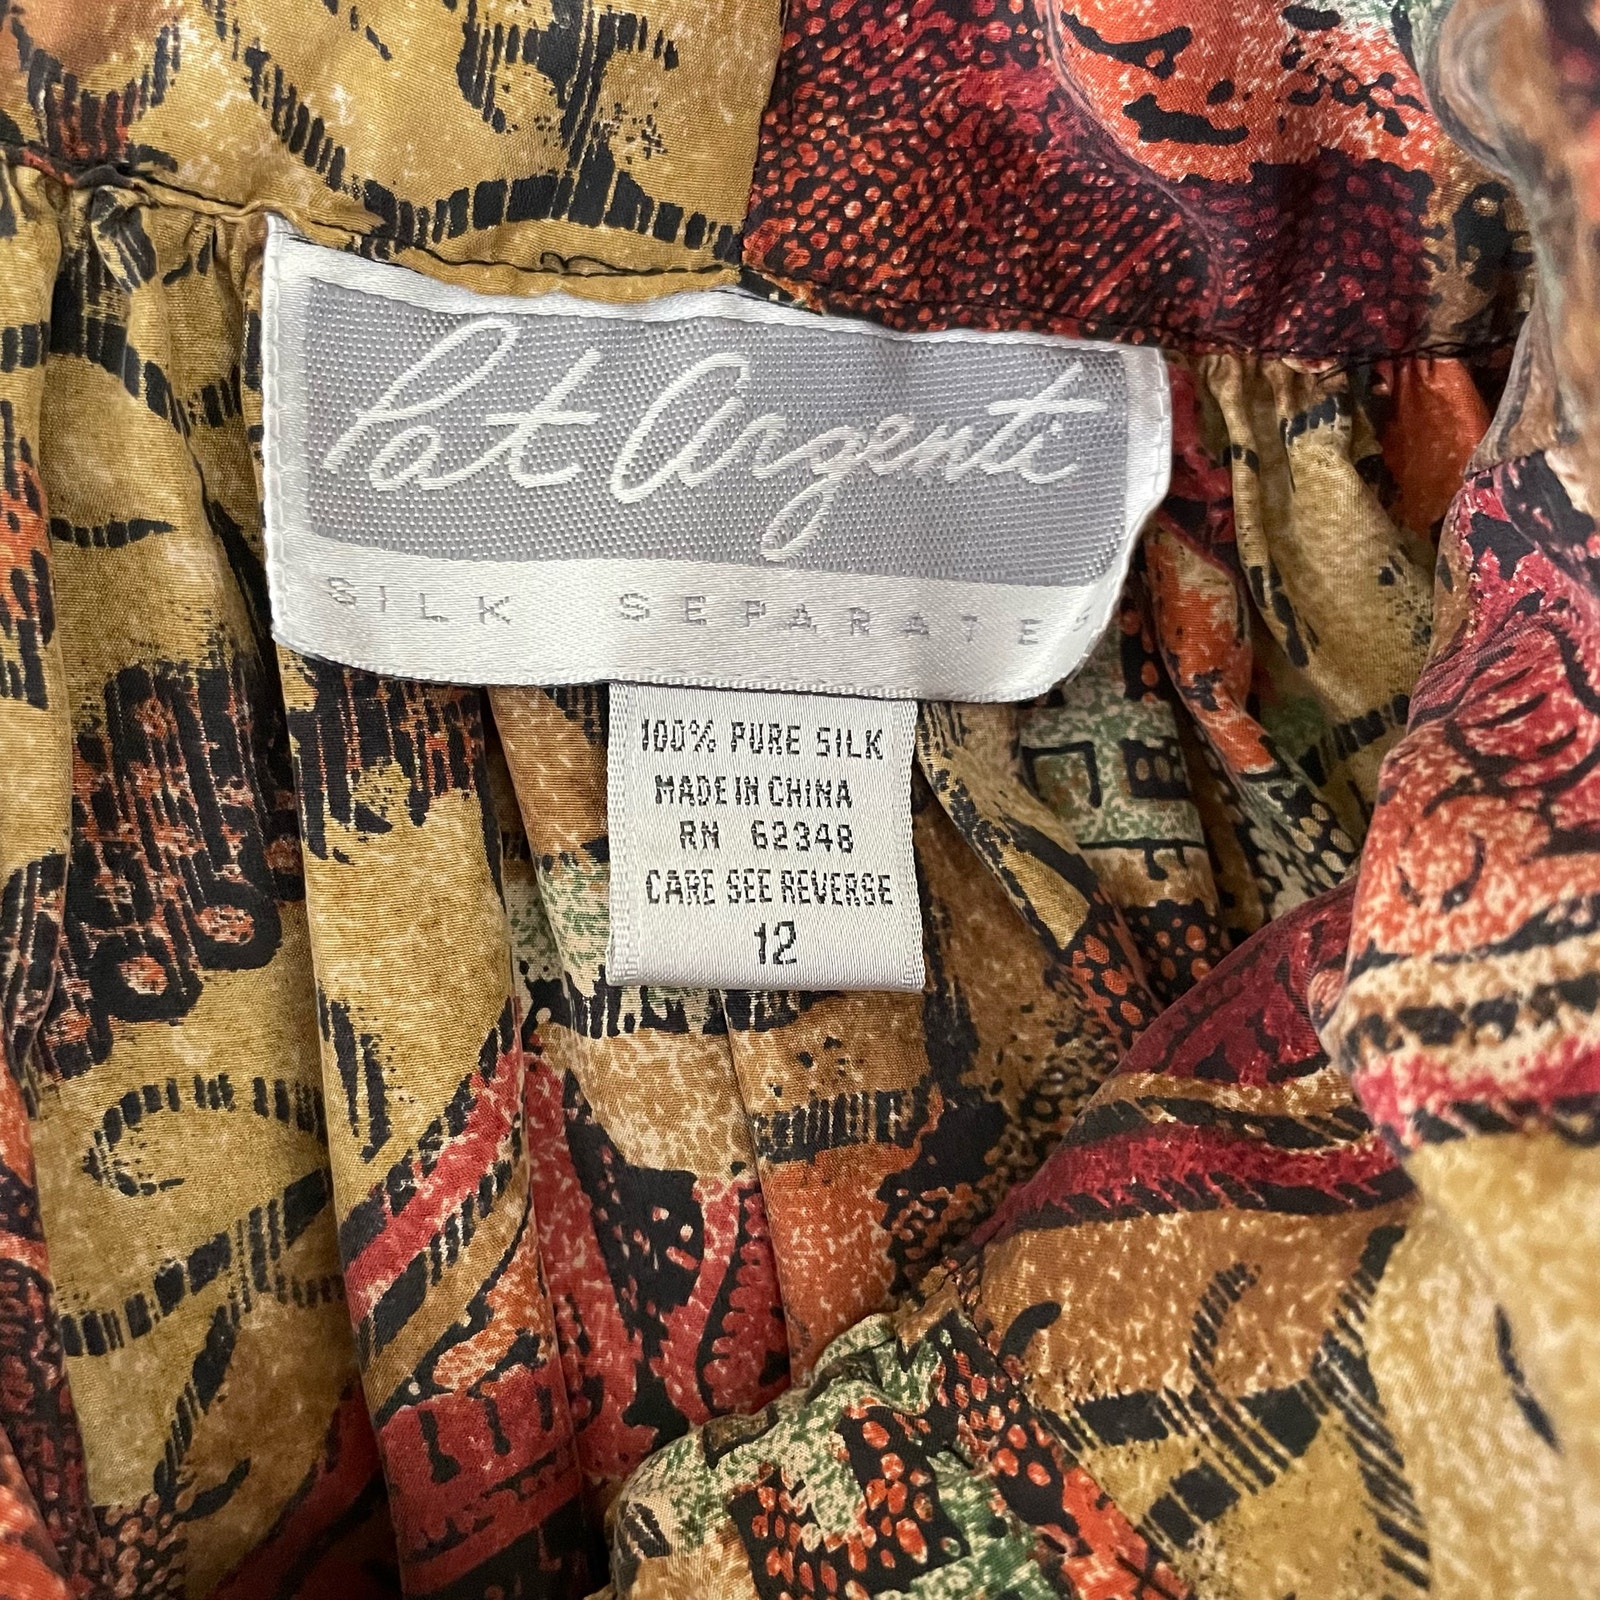 Pat Argenti
SILK SEPARATES
100% PURE SILK
MADE IN CHINA
RN 62348
CARE SEE REVERSE
12